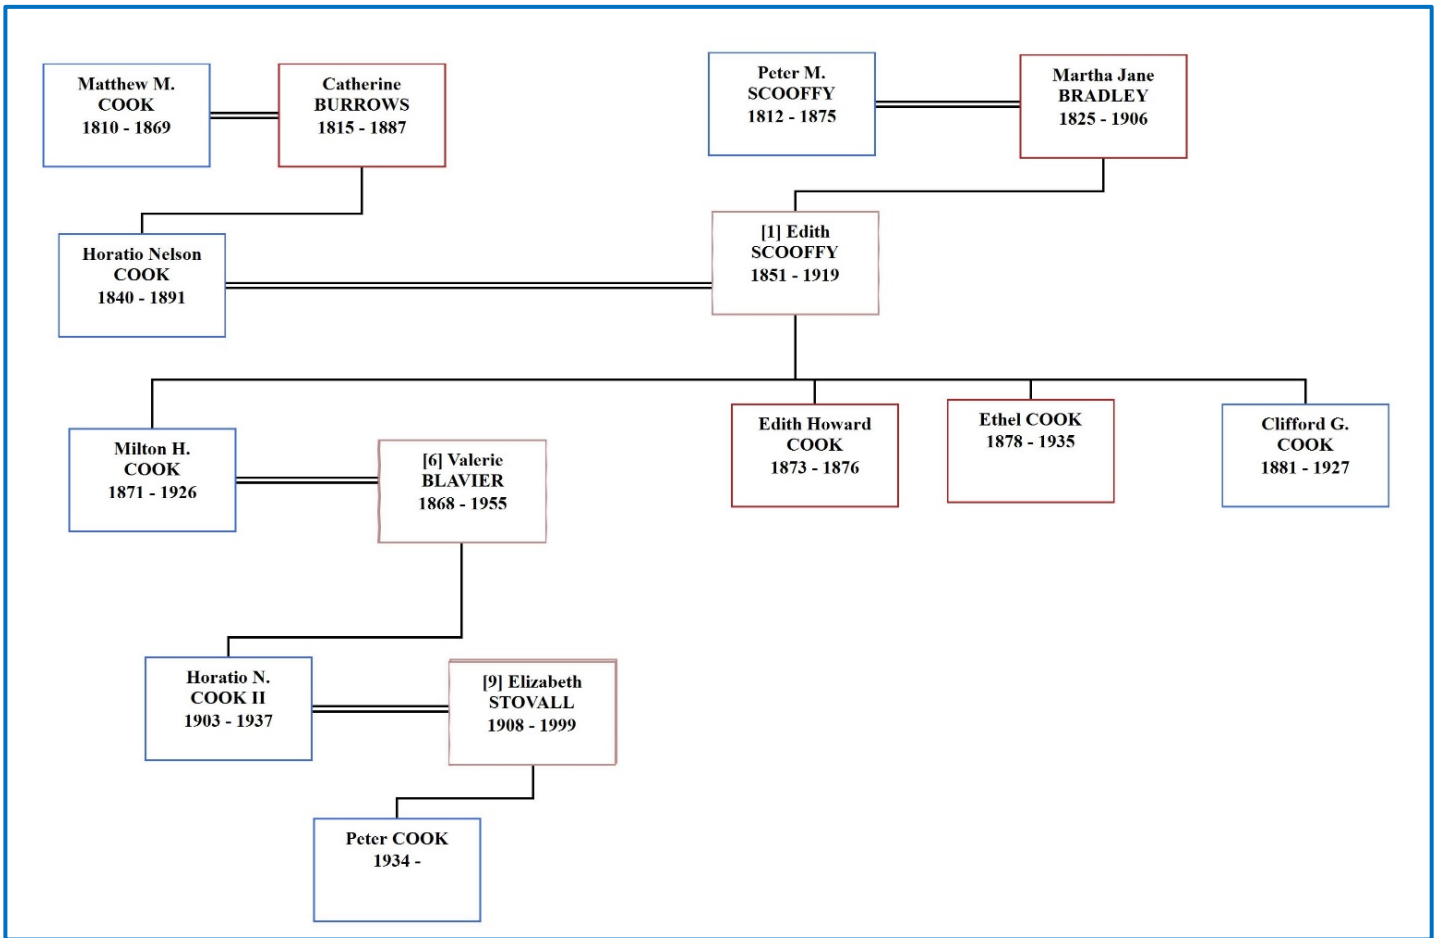 Matthew M.
COOK
1810 - 1869
Catherine
BURROWS
1815 - 1887
Peter M.
SCOOFFY
1812 - 1875
Martha Jane
BRADLEY
1825 - 1906
Horatio Nelson
COOK
1840 - 1891
[1] Edith
SCOOFFY
1851 - 1919
Milton H.
COOK
1871 - 1926
[6] Valerie
BLAVIER
1868 - 1955
Edith Howard
COOK
1873 - 1876
Ethel COOK
1878 - 1935
Clifford G.
COOK
1881 - 1927
Horatio N.
COOK II
1903 - 1937
[9] Elizabeth
STOVALL
1908 - 1999
Peter COOK
1934 -